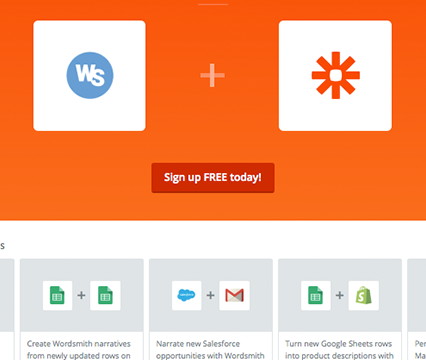 WS
Sign up FREE today!
s
salesforce
Create Wordsmith narratives
from newly updated rows on
Narrate new Salesforce
opportunities with Wordsmith
Turn new Google Sheets rows
into product descriptions with
Per
Ma